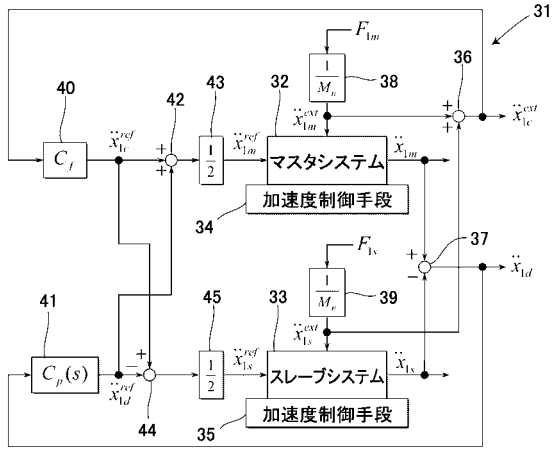 31
F₁ₘ
1/Mₙ
38
36
40
42
43
32
ẍ₁c^ref
ẍ₁ₘ^ext
+
+
ẍ₁c^ext
C_f
+
+
1/2
ẍ₁ₘ^ref
マスタシステム
ẍ₁ₘ
加速度制御手段
34
F₁ₛ
+
−
37
ẍ₁d
1/Mₙ
39
41
45
33
ẍ₁ₛ^ext
C_p(s)
ẍ₁d^ref
+
−
44
1/2
ẍ₁ₛ^ref
スレーブシステム
ẍ₁ₛ
加速度制御手段
35